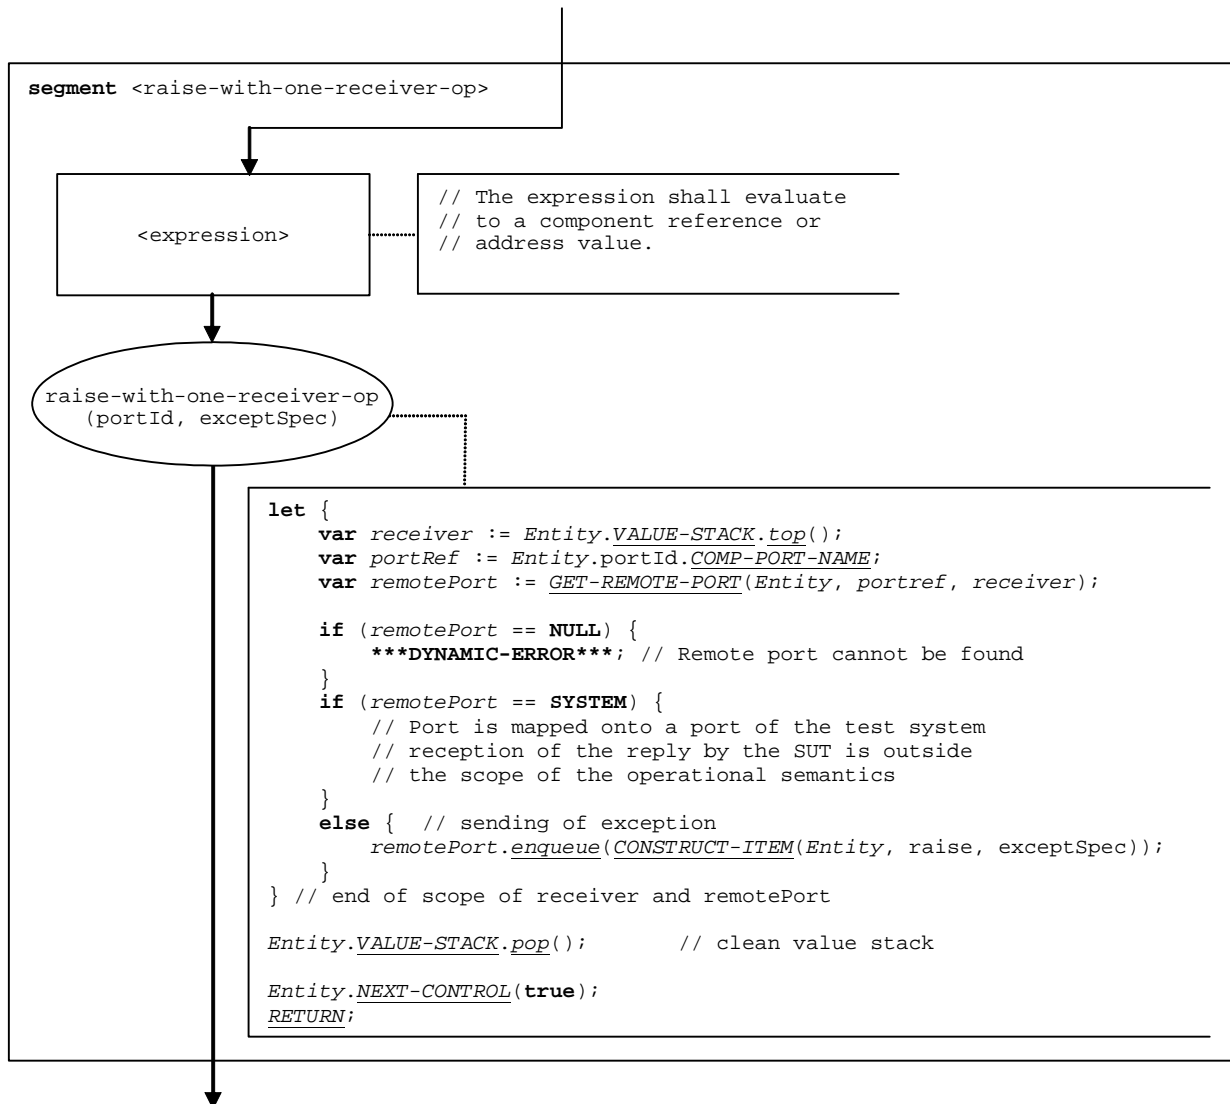 segment <raise-with-one-receiver-op>
<expression>
// The expression shall evaluate
// to a component reference or
// address value.
raise-with-one-receiver-op
(portId, exceptSpec)
let {
var receiver := Entity.VALUE-STACK.top();
var portRef := Entity.portId.COMP-PORT-NAME;
var remotePort := GET-REMOTE-PORT(Entity, portref, receiver);
if (remotePort == NULL) {
***DYNAMIC-ERROR***; // Remote port cannot be found
}
if (remotePort == SYSTEM) {
// Port is mapped onto a port of the test system
// reception of the reply by the SUT is outside
// the scope of the operational semantics
}
else { // sending of exception
remotePort.enqueue(CONSTRUCT-ITEM(Entity, raise, exceptSpec));
}
} // end of scope of receiver and remotePort
Entity.VALUE-STACK.pop(); // clean value stack
Entity.NEXT-CONTROL(true);
RETURN;